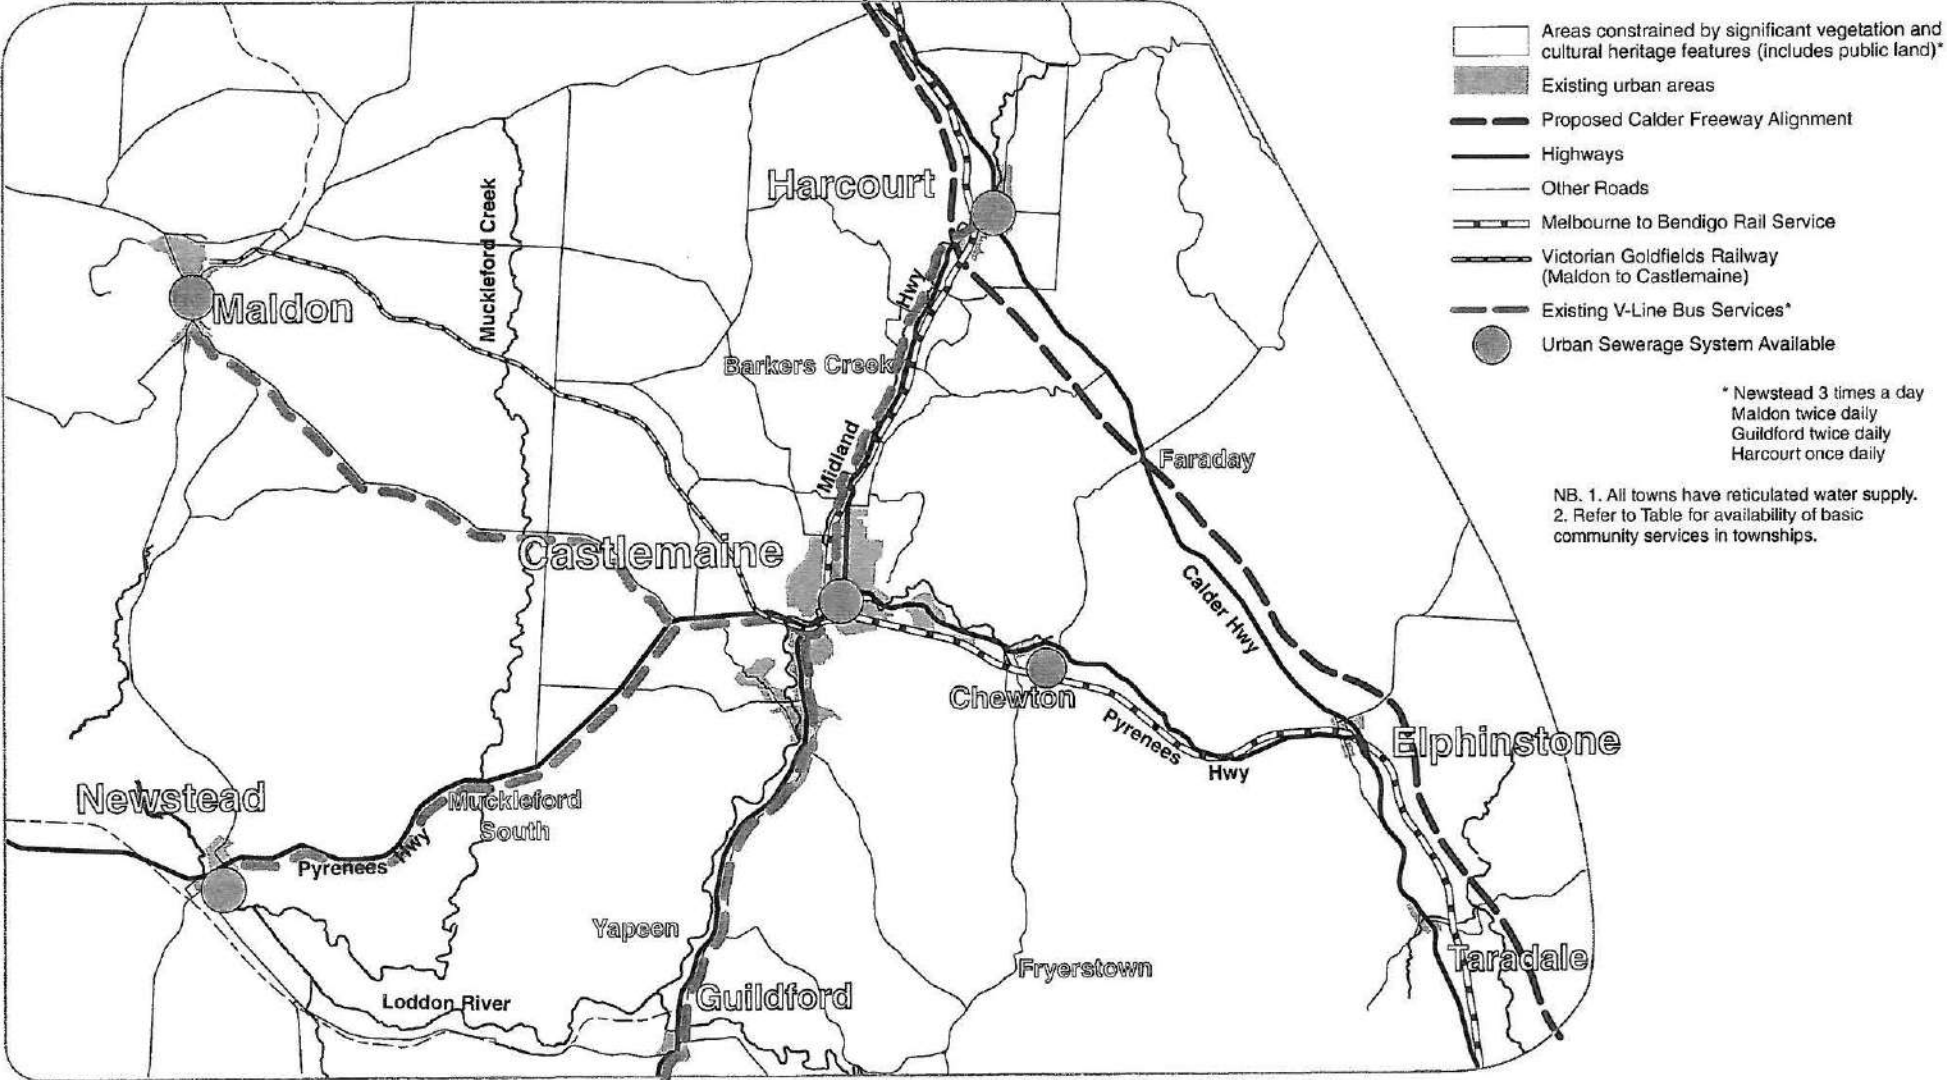 Areas constrained by significant vegetation and
cultural heritage features (includes public land)*
Existing urban areas
Proposed Calder Freeway Alignment
Highways
Other Roads
Melbourne to Bendigo Rail Service
Victorian Goldfields Railway
(Maldon to Castlemaine)
Existing V-Line Bus Services*
Urban Sewerage System Available
* Newstead 3 times a day
Maldon twice daily
Guildford twice daily
Harcourt once daily
NB. 1. All towns have reticulated water supply.
2. Refer to Table for availability of basic
community services in townships.
Harcourt
Muckleford Creek
Maldon
Hwy
Barkers Creek
Midland
Faraday
Castlemaine
Calder Hwy
Chewton
Pyrenees
Hwy
Elphinstone
Newstead
Muckleford
South
Pyrenees Hwy
Yapeen
Taradale
Fryerstown
Guildford
Loddon River